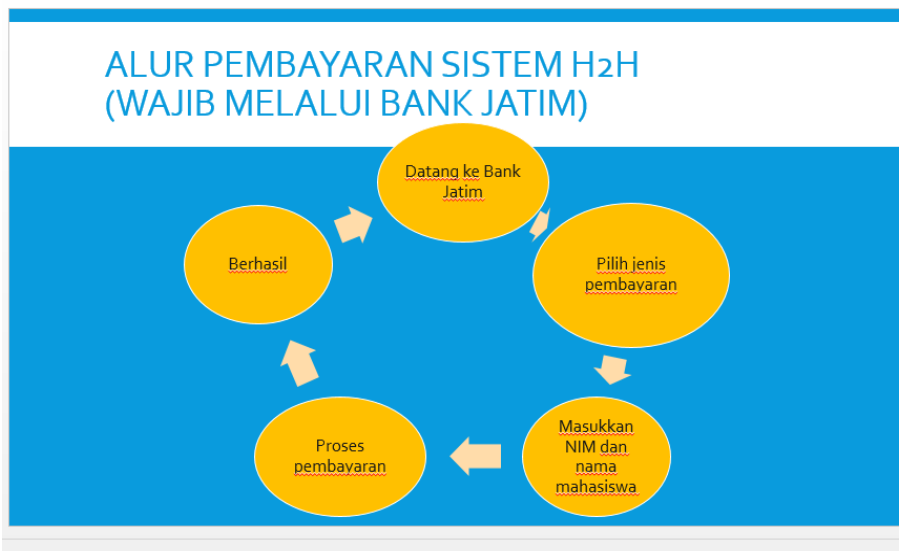 ALUR PEMBAYARAN SISTEM H2H
(WAJIB MELALUI BANK JATIM)
Datang ke Bank
Jatim
Pilih jenis
pembayaran
Masukkan
NIM dan
nama
mahasiswa
Proses
pembayaran
Berhasil